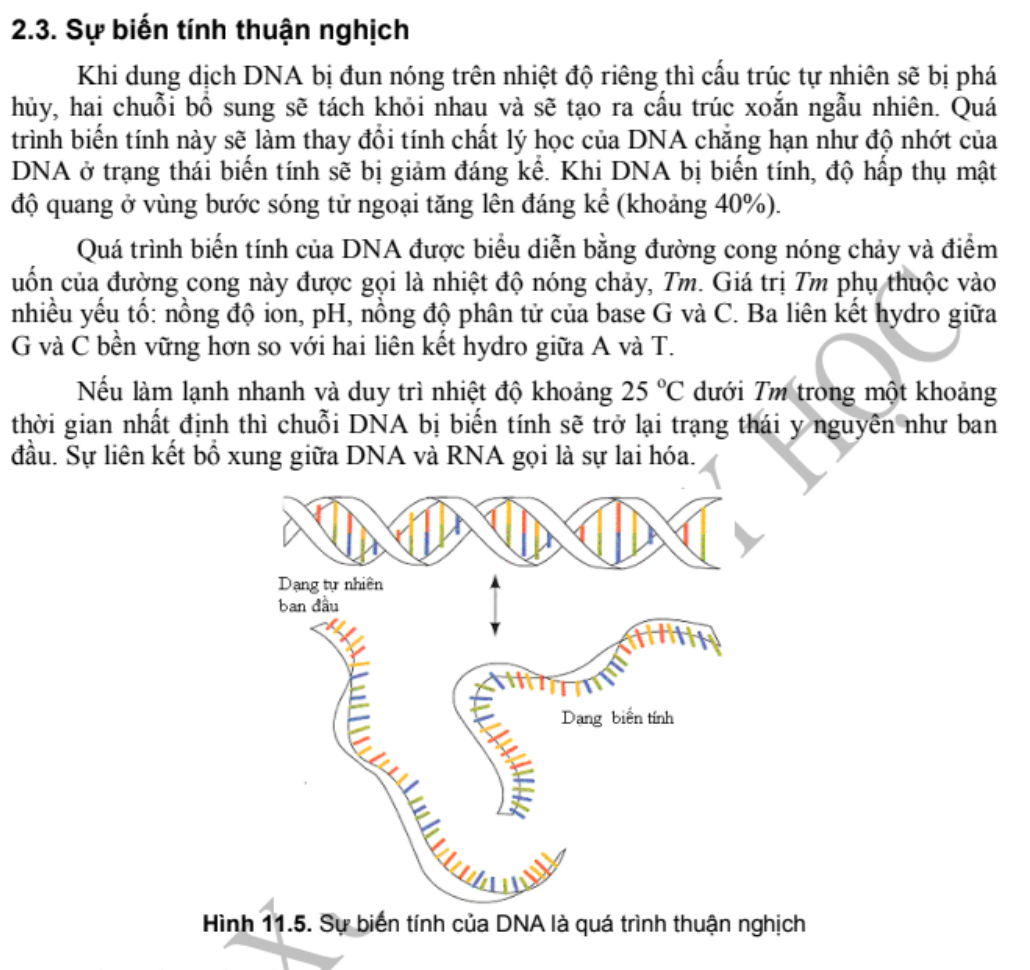 2.3. Sự biến tính thuận nghịch
Khi dung dịch DNA bị đun nóng trên nhiệt độ riêng thì cấu trúc tự nhiên sẽ bị phá
hủy, hai chuỗi bổ sung sẽ tách khỏi nhau và sẽ tạo ra cấu trúc xoắn ngẫu nhiên. Quá
trình biến tính này sẽ làm thay đổi tính chất lý học của DNA chẳng hạn như độ nhớt của
DNA ở trạng thái biến tính sẽ bị giảm đáng kể. Khi DNA bị biến tính, độ hấp thụ mật
độ quang ở vùng bước sóng tử ngoại tăng lên đáng kể (khoảng 40%).
Quá trình biến tính của DNA được biểu diễn bằng đường cong nóng chảy và điểm
uốn của đường cong này được gọi là nhiệt độ nóng chảy, Tm. Giá trị Tm phụ thuộc vào
nhiều yếu tố: nồng độ ion, pH, nồng độ phân tử của base G và C. Ba liên kết hydro giữa
G và C bền vững hơn so với hai liên kết hydro giữa A và T.
Nếu làm lạnh nhanh và duy trì nhiệt độ khoảng 25 °C dưới Tm trong một khoảng
thời gian nhất định thì chuỗi DNA bị biến tính sẽ trở lại trạng thái y nguyên như ban
đầu. Sự liên kết bổ xung giữa DNA và RNA gọi là sự lai hóa.
Dạng tự nhiên
ban đầu
Dạng biến tính
Hình 11.5. Sự biến tính của DNA là quá trình thuận nghịch
Y HỌC